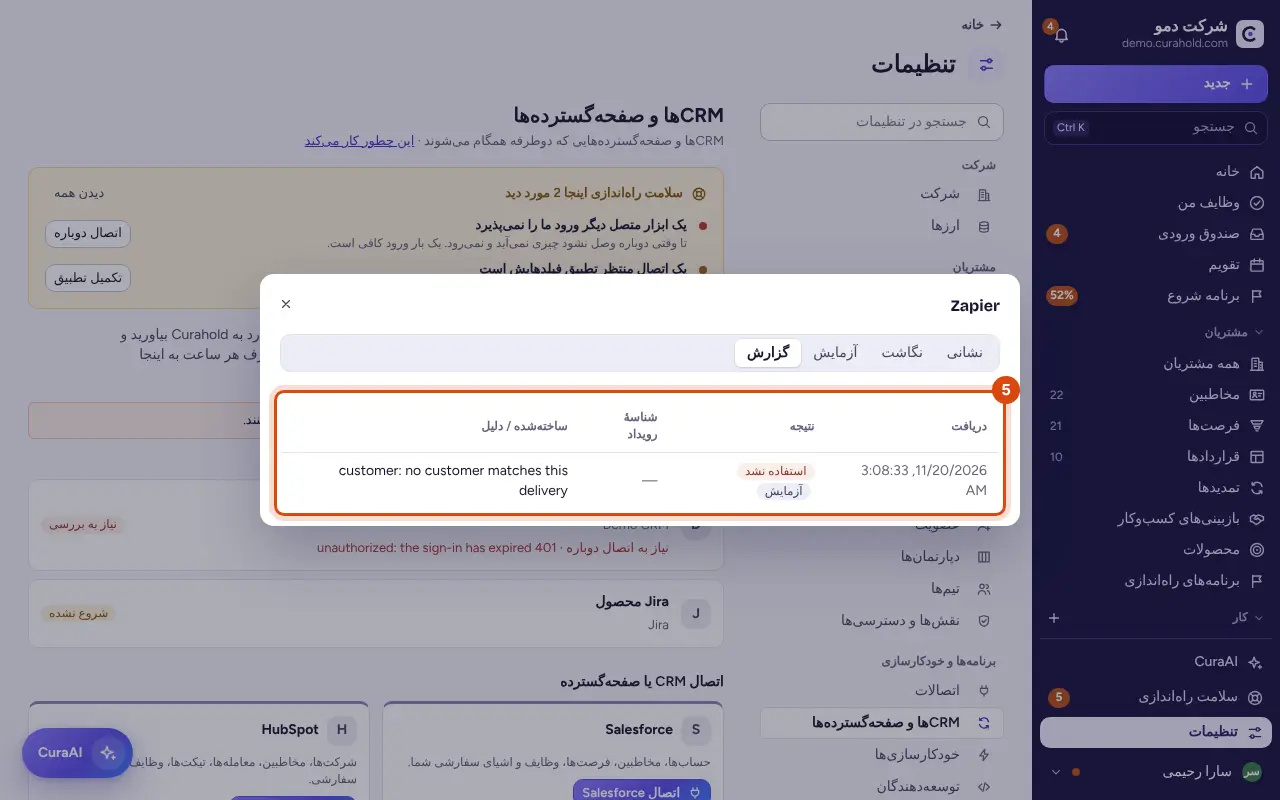 شرکت دمو
demo.curahold.com
4
جدید
جستجو
Ctrl K
خانه
وظایف من
صندوق ورودی
4
تقویم
برنامه شروع
52%
مشتریان
همه مشتریان
مخاطبین
22
فرصت‌ها
21
قراردادها
10
تمدیدها
بازبینی‌های کسب‌وکار
محصولات
برنامه‌های راه‌اندازی
کار
CuraAI
سلامت راه‌اندازی
5
تنظیمات
سارا رحیمی
سر
خانه
تنظیمات
جستجو در تنظیمات
شرکت
شرکت
ارزها
مشتریان
دپارتمان‌ها
تیم‌ها
نقش‌ها و دسترسی‌ها
برنامه‌ها و خودکارسازی
اتصالات
CRMها و صفحه‌گسترده‌ها
خودکارسازی‌ها
توسعه‌دهندگان
CRMها و صفحه‌گسترده‌ها
CRMها و صفحه‌گسترده‌هایی که دوطرفه همگام می‌شوند · این چطور کار می‌کند
سلامت راه‌اندازی اینجا 2 مورد دید
دیدن همه
یک ابزار متصل دیگر ورود ما را نمی‌پذیرد
تا وقتی دوباره وصل نشود چیزی نمی‌آید و نمی‌رود. یک بار ورود کافی است.
اتصال دوباره
یک اتصال منتظر تطبیق فیلدهایش است
تکمیل تطبیق
رد به Curahold بیاورید و
رف هر ساعت به اینجا
نند.
Zapier
نشانی
نگاشت
آزمایش
گزارش
5
دریافت
نتیجه
شناسهٔ رویداد
ساخته‌شده / دلیل
11/20/2026, 3:08:33 AM
استفاده نشد
آزمایش
—
customer: no customer matches this delivery
Demo CRM
نیاز به بررسی
نیاز به اتصال دوباره · 401 unauthorized: the sign-in has expired
Jira محصول
J
Jira
شروع نشده
اتصال CRM یا صفحه‌گسترده
S
Salesforce
حساب‌ها، مخاطبین، فرصت‌ها، وظایف و اشیای سفارشی شما.
اتصال Salesforce
H
HubSpot
شرکت‌ها، مخاطبین، معامله‌ها، تیکت‌ها، وظایف
سفارشی.
CuraAI